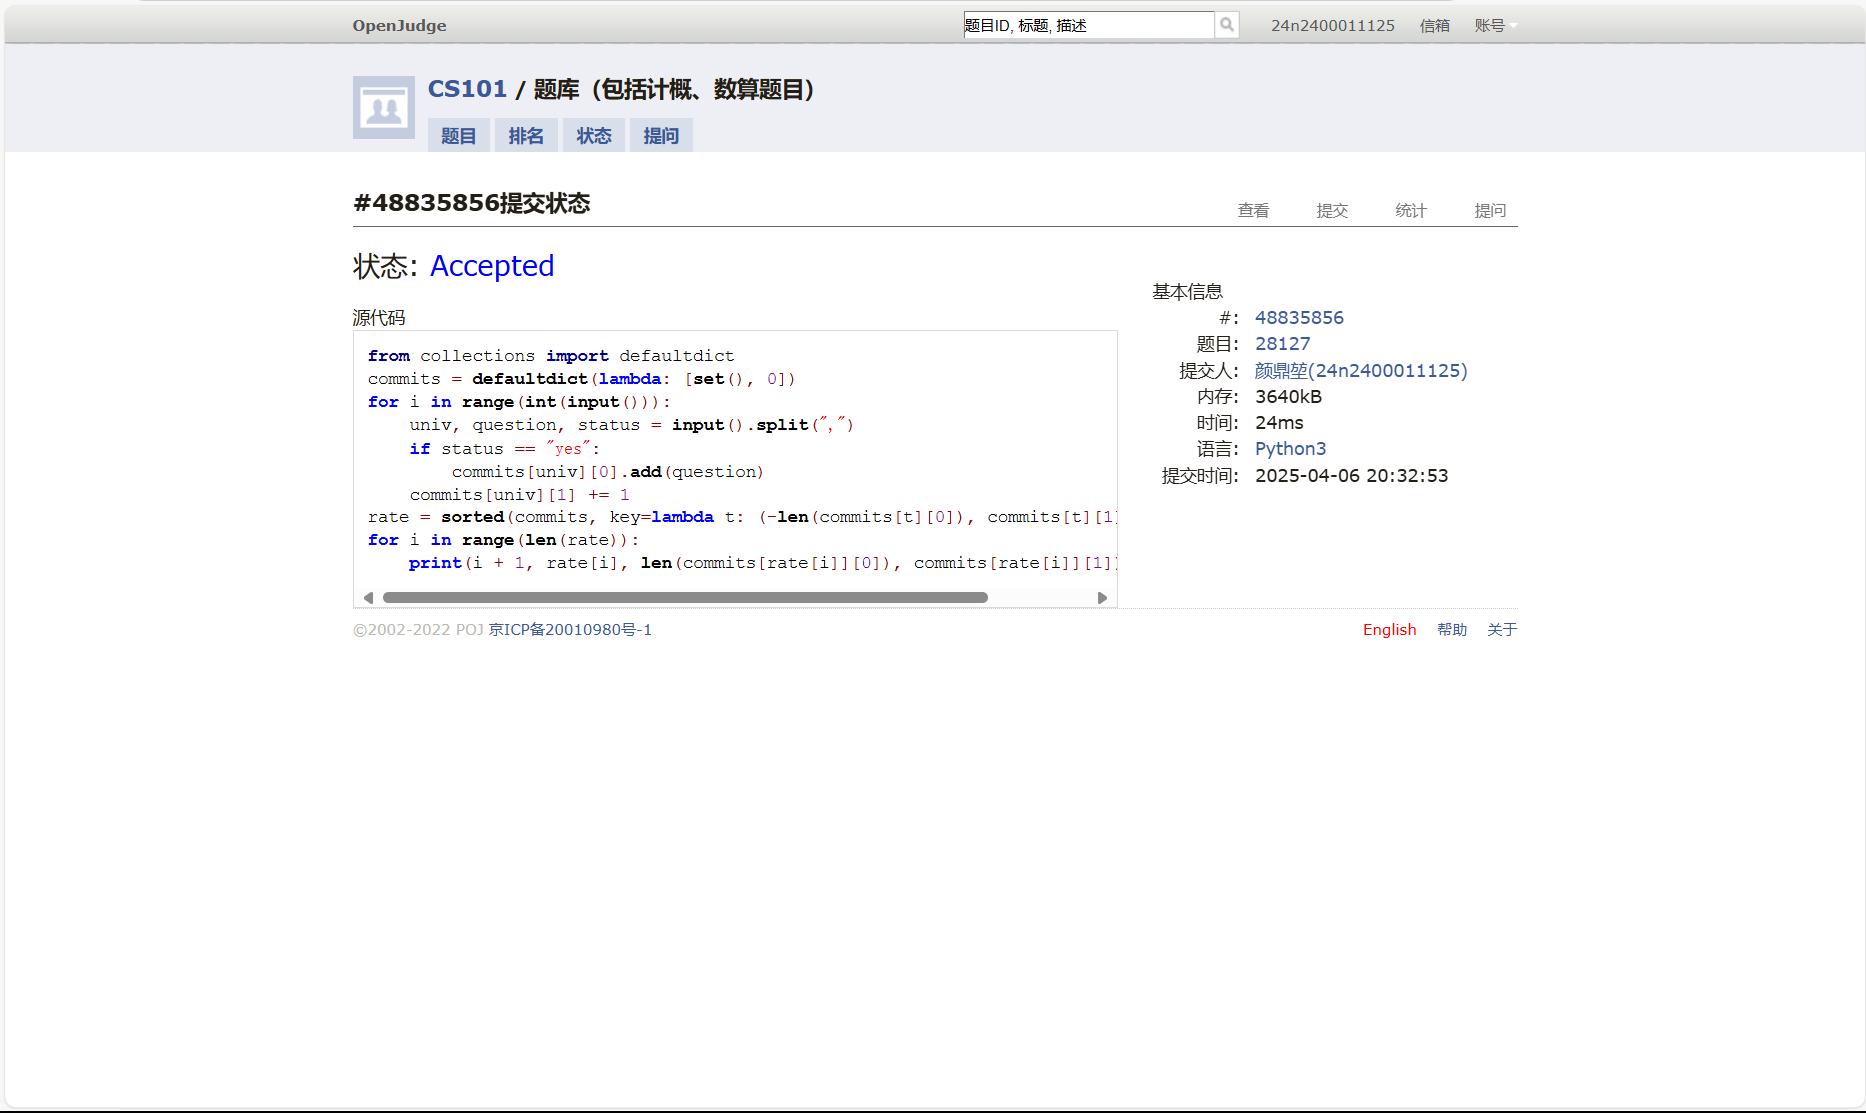 OpenJudge 题目ID, 标题, 描述 24n2400011125 信箱 账号
CS101 / 题库（包括计概、数算题目）
题目 排名 状态 提问
#48835856提交状态 查看 提交 统计 提问
状态: Accepted
源代码
from collections import defaultdict
commits = defaultdict(lambda: [set(), 0])
for i in range(int(input())):
    univ, question, status = input().split(",")
    if status == "yes":
        commits[univ][0].add(question)
    commits[univ][1] += 1
rate = sorted(commits, key=lambda t: (-len(commits[t][0]), commits[t][1]
for i in range(len(rate)):
    print(i + 1, rate[i], len(commits[rate[i]][0]), commits[rate[i]][1])
基本信息
#: 48835856
题目: 28127
提交人: 颜鼎堃(24n2400011125)
内存: 3640kB
时间: 24ms
语言: Python3
提交时间: 2025-04-06 20:32:53
©2002-2022 POJ 京ICP备20010980号-1 English 帮助 关于